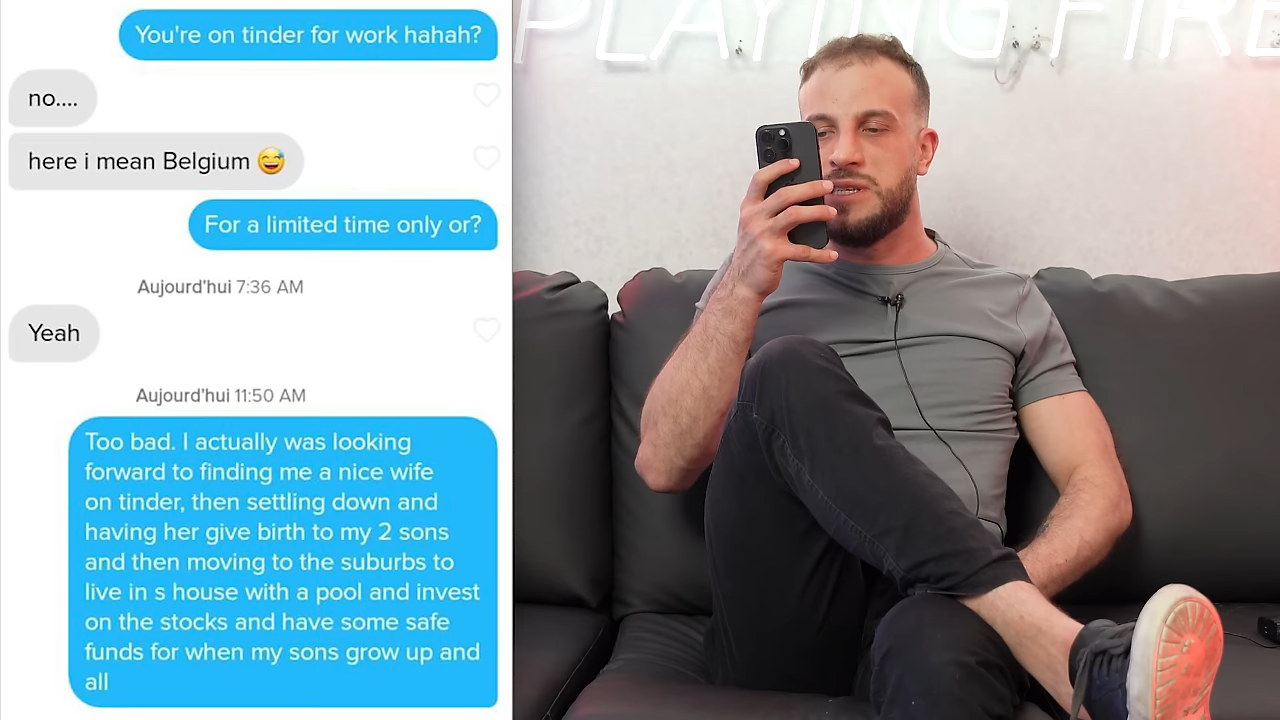 You're on tinder for work hahah?
no....
here i mean Belgium 😅
For a limited time only or?
Aujourd'hui 7:36 AM
Yeah
Aujourd'hui 11:50 AM
Too bad. I actually was looking
forward to finding me a nice wife
on tinder, then settling down and
having her give birth to my 2 sons
and then moving to the suburbs to
live in s house with a pool and invest
on the stocks and have some safe
funds for when my sons grow up and
all
PLAYING FIRE